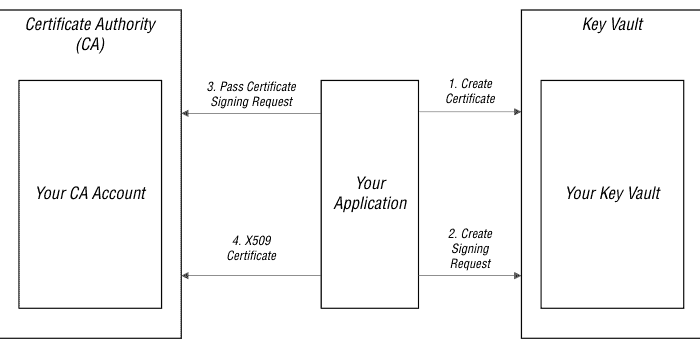 Certificate Authority
(CA)
Key Vault
3. Pass Certificate
Signing Request
1. Create
Certificate
Your CA Account
Your
Application
Your Key Vault
4. X509
Certificate
2. Create
Signing
Request